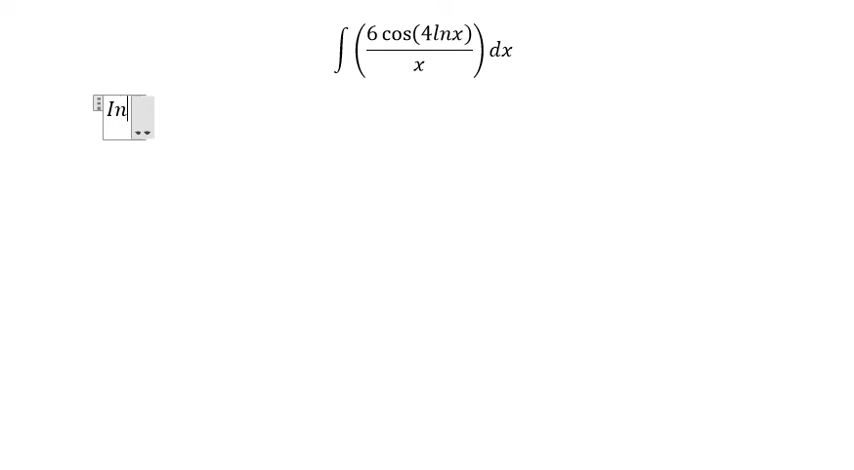 ∫ (6 cos(4lnx) / x) dx
In